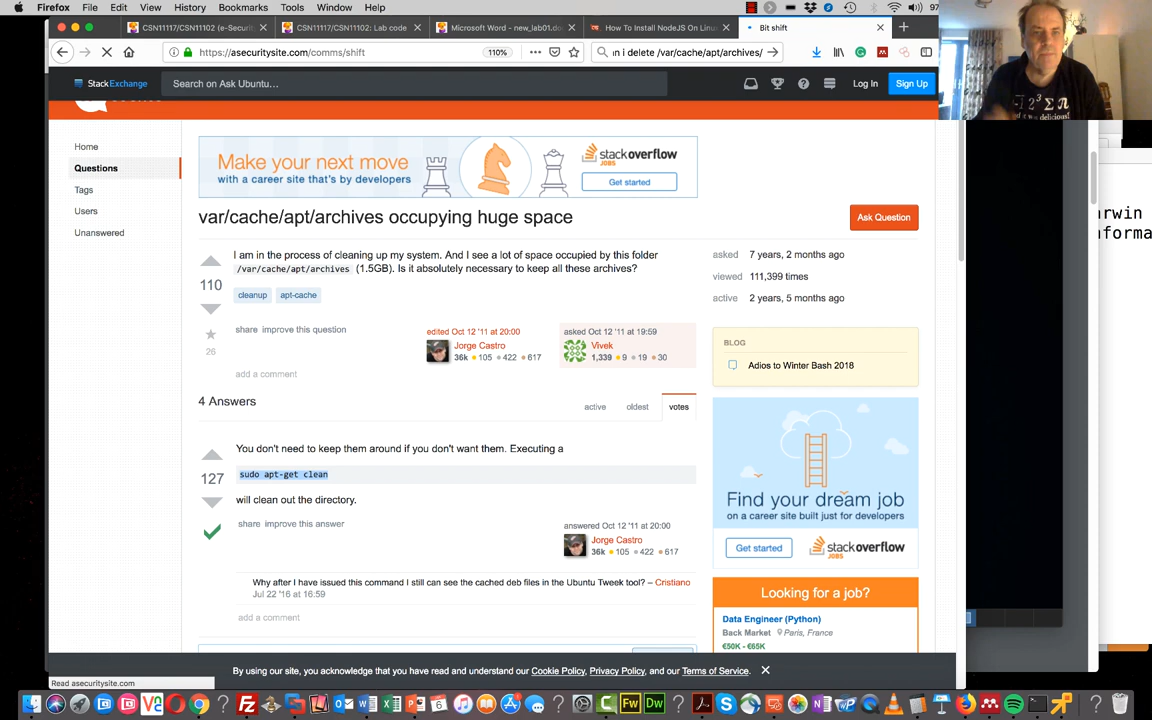 Firefox File Edit View History Bookmarks Tools Window Help
CSN11117/CSN11102 (e-Securi
CSN11117/CSN11102: Lab code
Microsoft Word - new_lab01.do
How To Install NodeJS On Linu
Bit shift
https://asecuritysite.com/comms/shift
110%
n i delete /var/cache/apt/archives/
StackExchange
Search on Ask Ubuntu...
Log In
Sign Up
Home
Questions
Tags
Users
Unanswered
Make your next move
with a career site that's by developers
stackoverflow
JOBS
Get started
var/cache/apt/archives occupying huge space
Ask Question
110
I am in the process of cleaning up my system. And I see a lot of space occupied by this folder
/var/cache/apt/archives (1.5GB). Is it absolutely necessary to keep all these archives?
cleanup apt-cache
26
share improve this question
edited Oct 12 '11 at 20:00
Jorge Castro
36k 105 422 617
asked Oct 12 '11 at 19:59
Vivek
1,339 9 19 30
add a comment
asked 7 years, 2 months ago
viewed 111,399 times
active 2 years, 5 months ago
BLOG
Adios to Winter Bash 2018
4 Answers
active oldest votes
127
You don't need to keep them around if you don't want them. Executing a
sudo apt-get clean
will clean out the directory.
share improve this answer
answered Oct 12 '11 at 20:00
Jorge Castro
36k 105 422 617
Why after I have issued this command I still can see the cached deb files in the Ubuntu Tweek tool? – Cristiano
Jul 22 '16 at 16:59
add a comment
Find your dream job
on a career site built just for developers
Get started
stackoverflow
JOBS
Looking for a job?
Data Engineer (Python)
Back Market Paris, France
€50K - €65K
By using our site, you acknowledge that you have read and understand our Cookie Policy, Privacy Policy, and our Terms of Service.
Read asecuritysite.com
rwin
forma